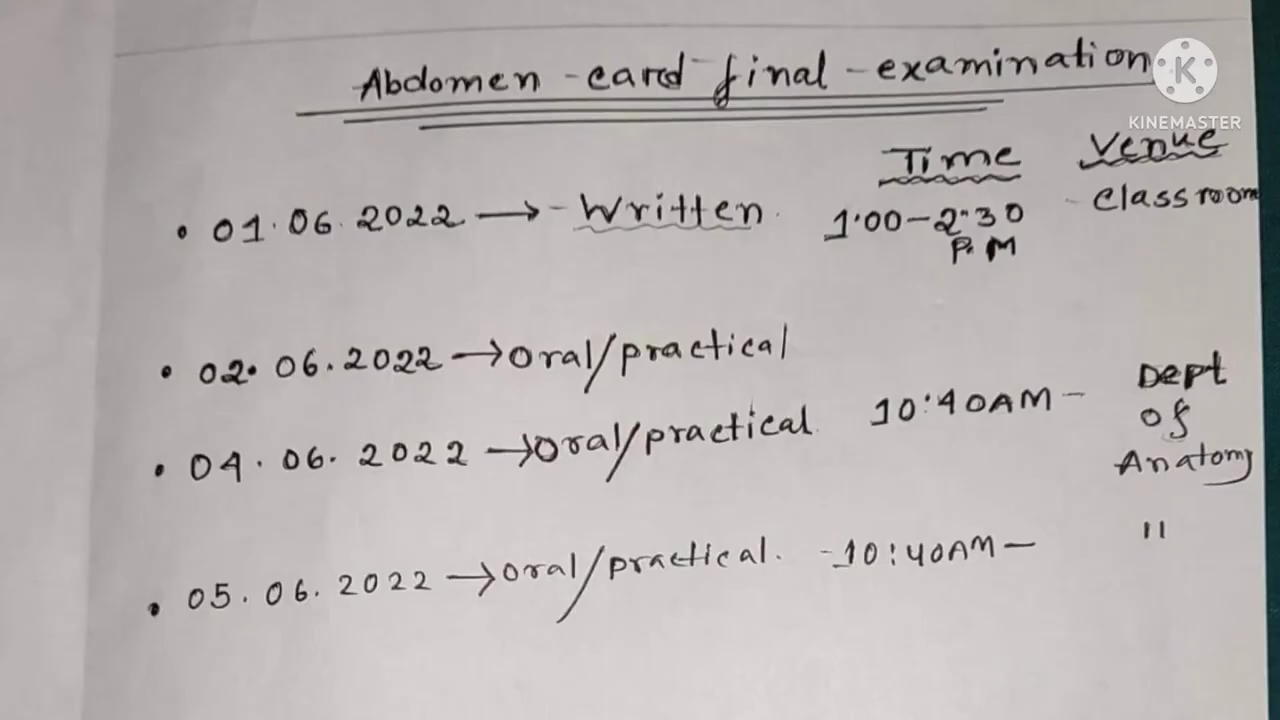 Abdomen card final examination
KINEMASTER
Time Venue
• 01.06.2022 → Written 1.00-2.30 Classroom
P.M
• 02.06.2022 → Oral/practical
Dept
• 04.06.2022 → Oral/practical 10:40AM - of
Anatomy
• 05.06.2022 → Oral/practical. - 10:40AM - "